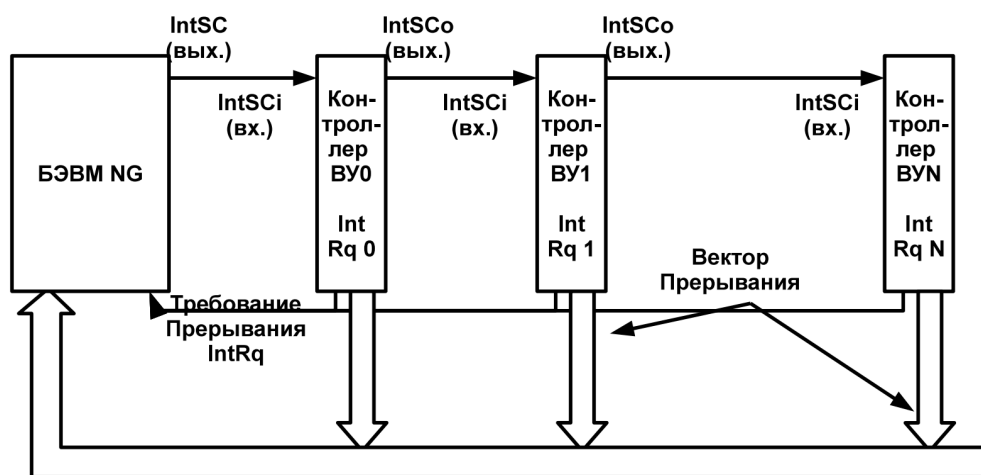 IntSC
(вых.)
IntSCo
(вых.)
IntSCo
(вых.)
IntSCi
(вх.)
IntSCi
(вх.)
IntSCi
(вх.)
БЭВМ NG
Кон-
трол-
лер
ВУ0
Int
Rq 0
Кон-
трол-
лер
ВУ1
Int
Rq 1
Кон-
трол-
лер
ВУN
Int
Rq N
Вектор
Прерывания
Требование
Прерывания
IntRq